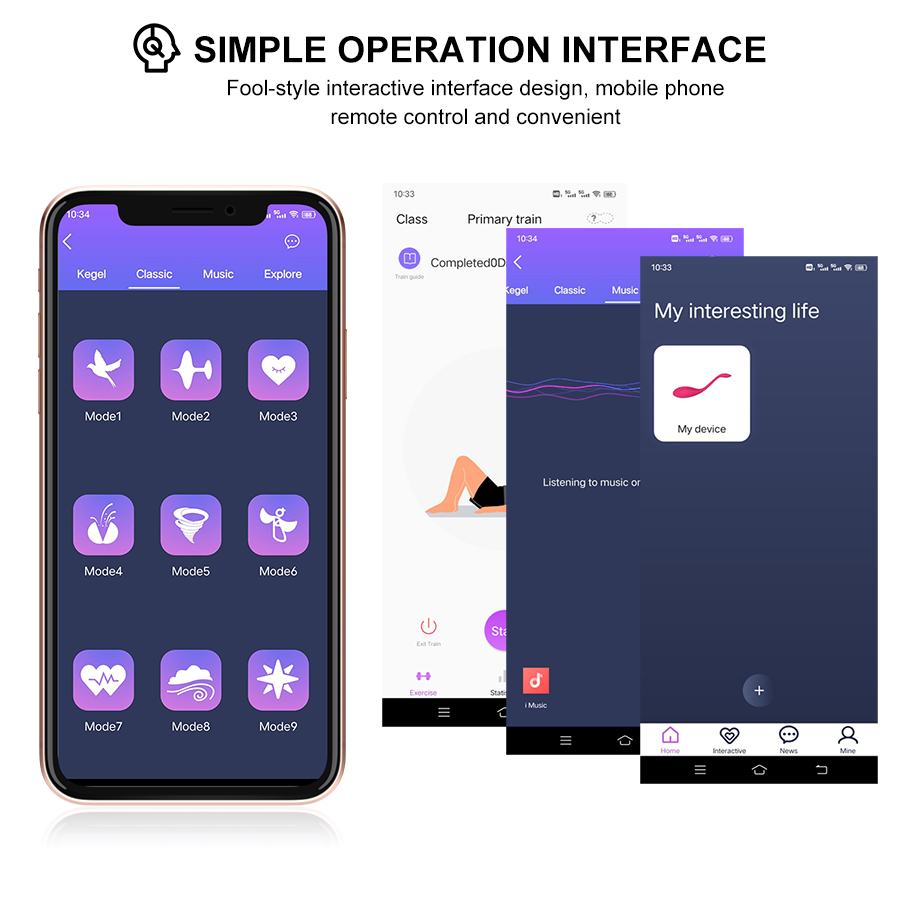 SIMPLE OPERATION INTERFACE
Fool-style interactive interface design, mobile phone
remote control and convenient
10:34
Kegel Classic Music Explore
Mode1 Mode2 Mode3
Mode4 Mode5 Mode6
Mode7 Mode8 Mode9
10:33
Class Primary train
Train guide
Completed0D
Exit Train
Sta
Exercise Statis
10:34
Kegel Classic Music
Listening to music or
i Music
10:33
My interesting life
My device
+
Home Interactive News Mine